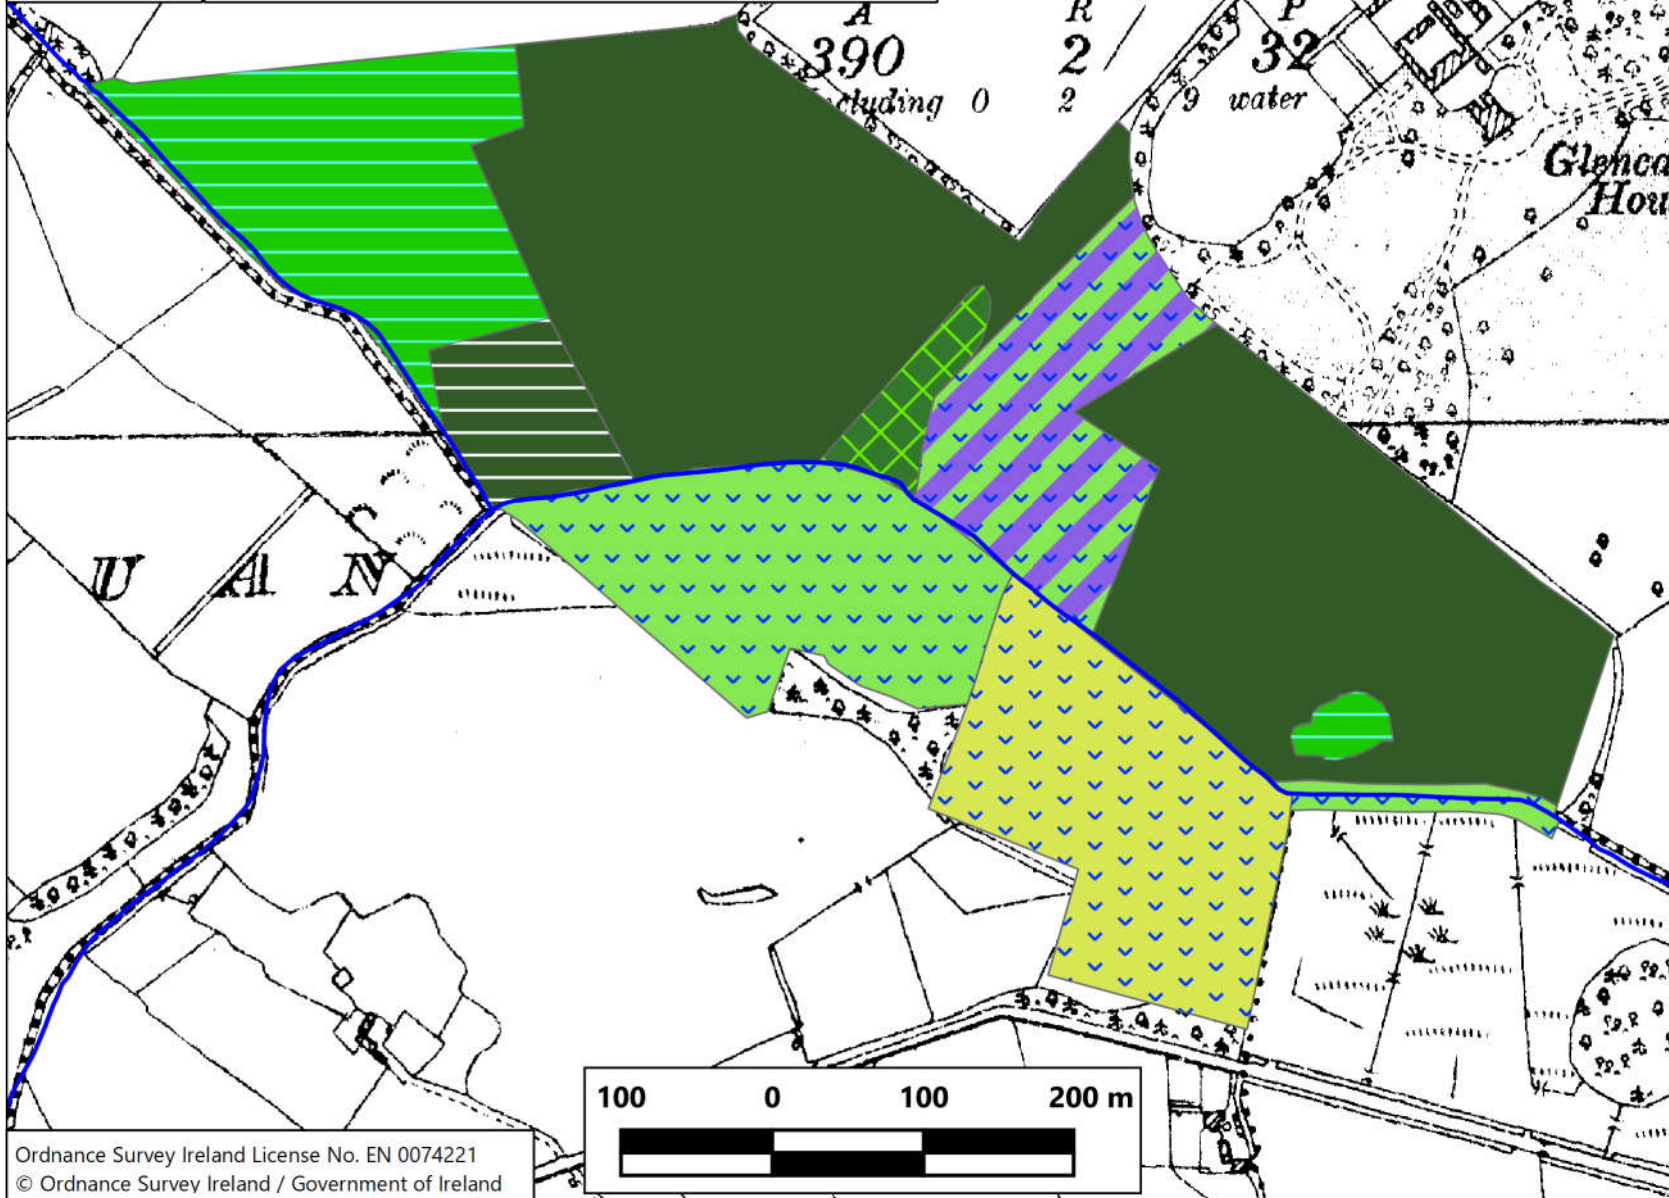 A R P
390 2 32
cluding 0 2 9 water
Glenca
Hou
U A N
100 0 100 200 m
Ordnance Survey Ireland License No. EN 0074221
© Ordnance Survey Ireland / Government of Ireland